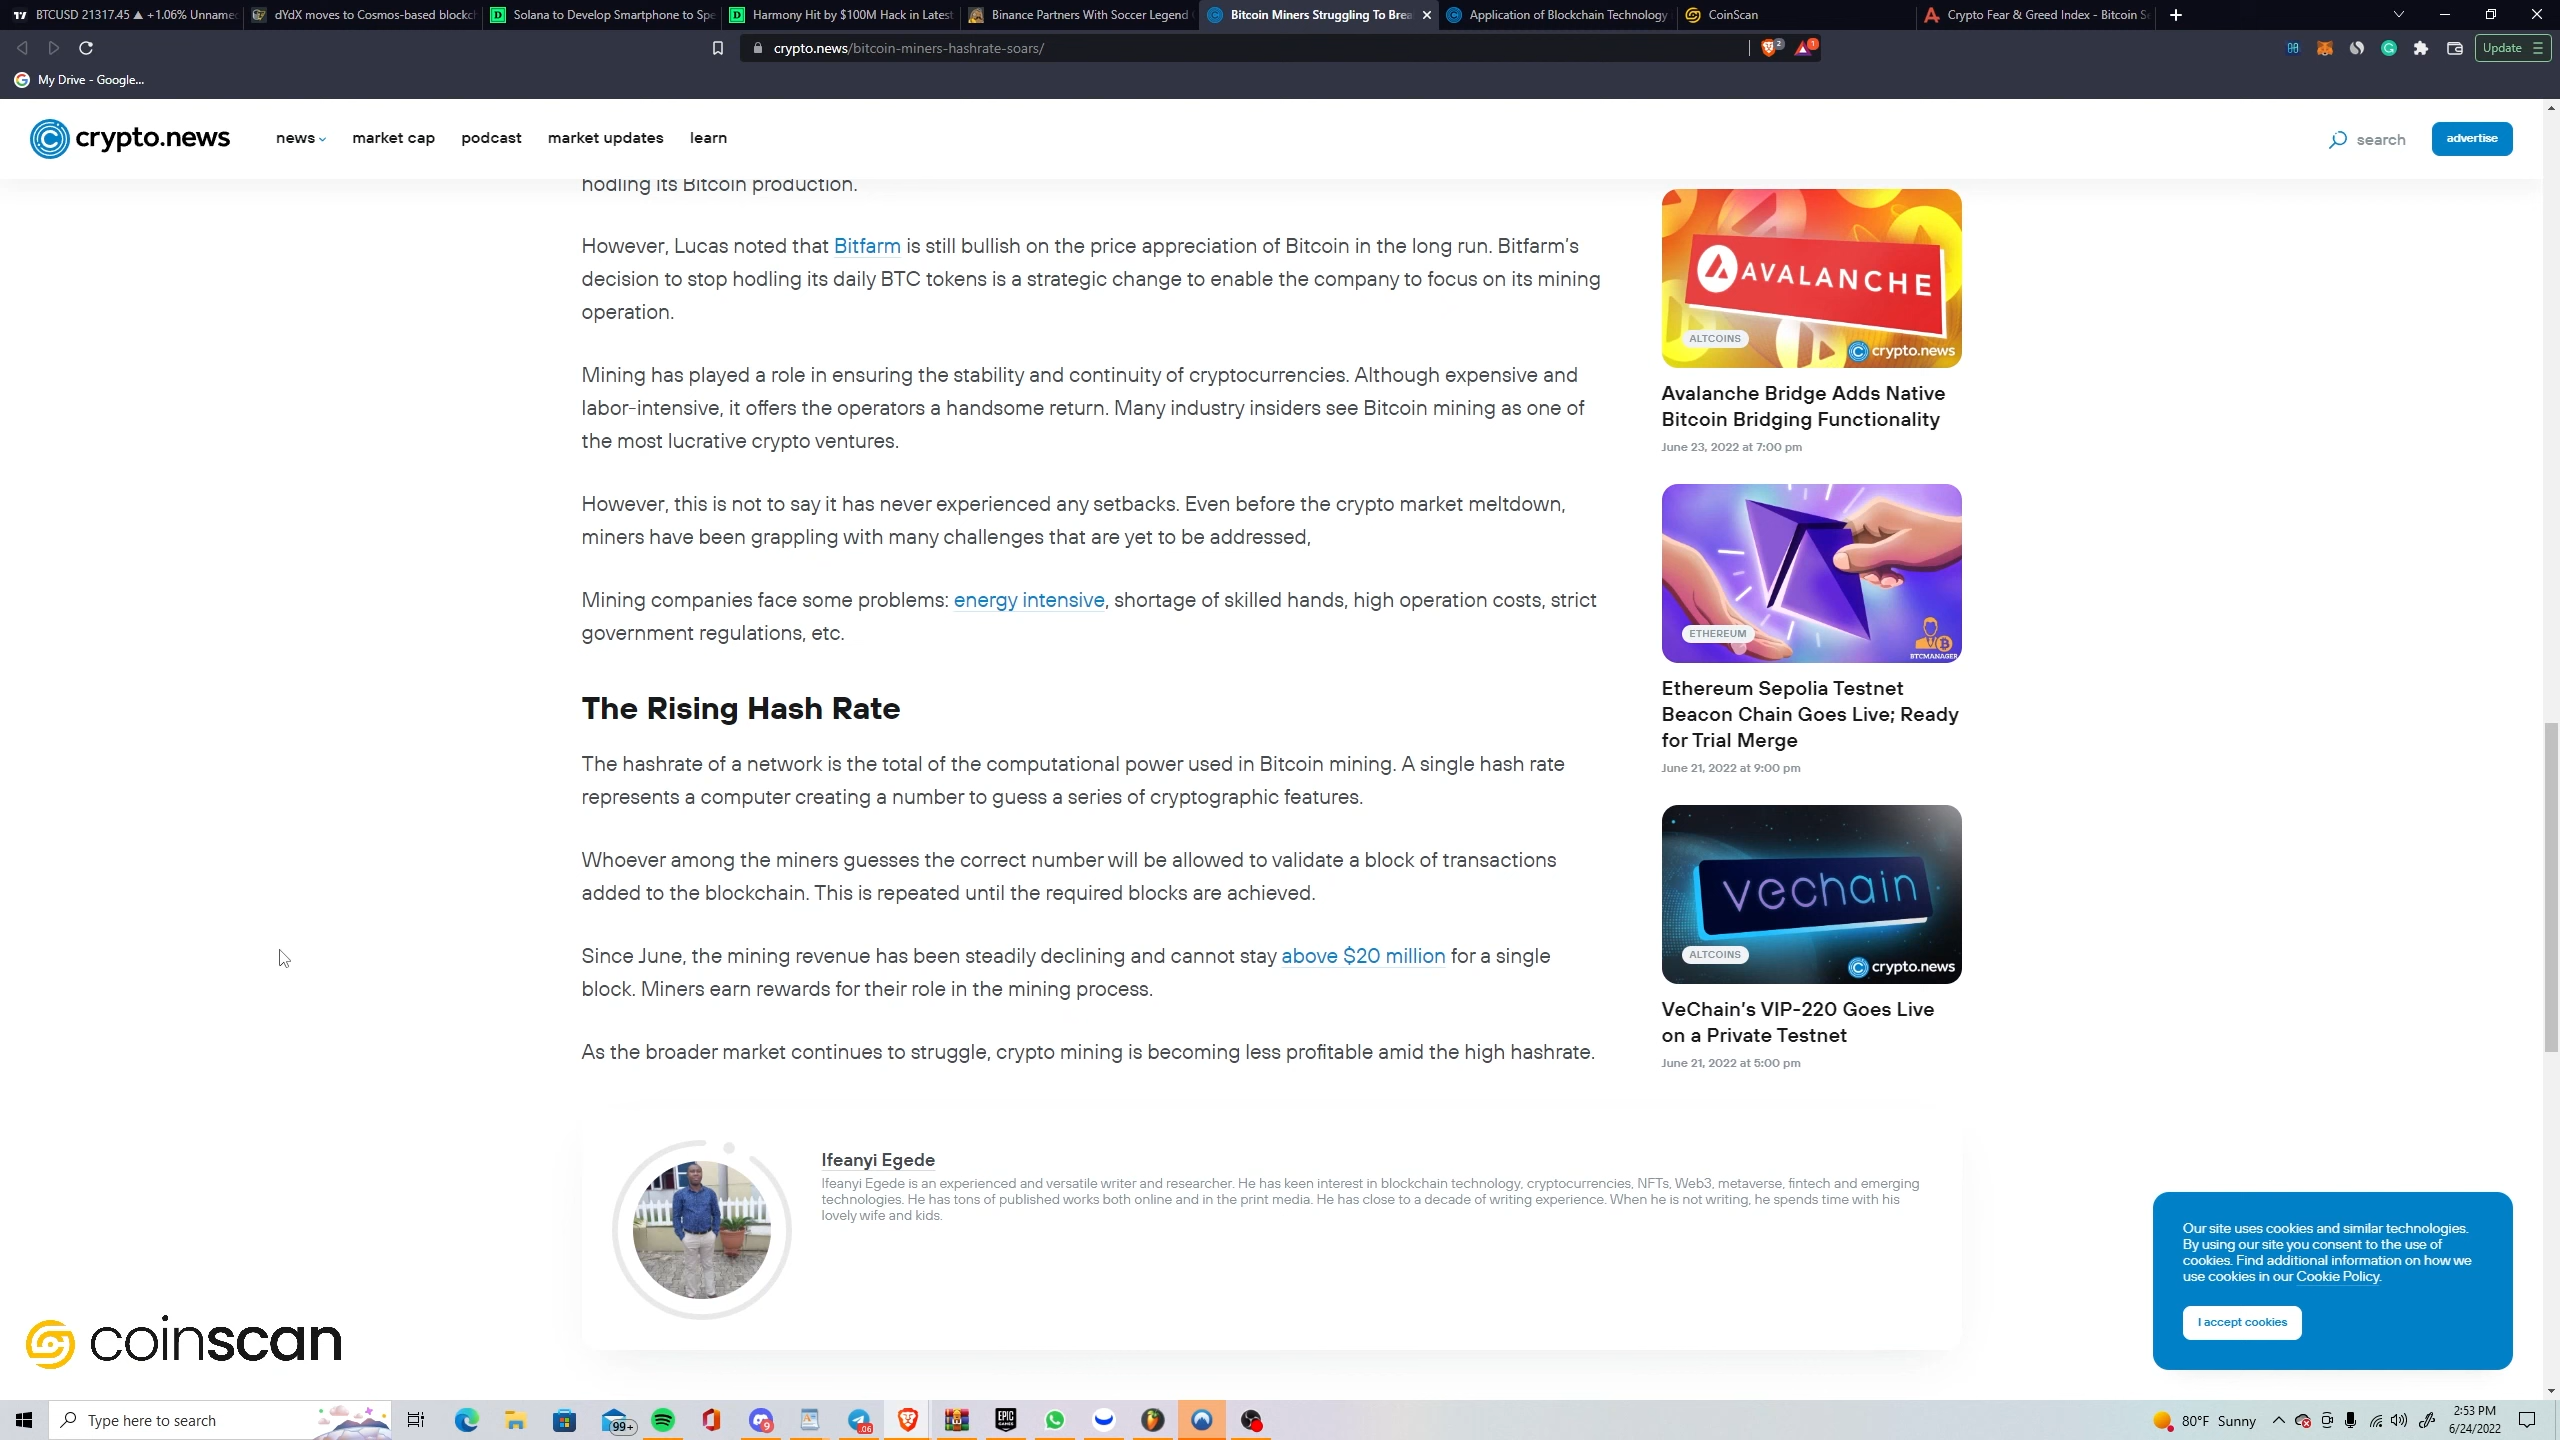 BTCUSD 21317.45 ▲ +1.06% Unnamed
dYdX moves to Cosmos-based blockch
Solana to Develop Smartphone to Spe
Harmony Hit by $100M Hack in Latest
Binance Partners With Soccer Legend
Bitcoin Miners Struggling To Brea
Application of Blockchain Technology
CoinScan
Crypto Fear & Greed Index - Bitcoin Se
crypto.news/bitcoin-miners-hashrate-soars/
2
1
Update
My Drive - Google...
crypto.news
news
market cap
podcast
market updates
learn
search
advertise
hodling its Bitcoin production.
However, Lucas noted that Bitfarm is still bullish on the price appreciation of Bitcoin in the long run. Bitfarm's
decision to stop hodling its daily BTC tokens is a strategic change to enable the company to focus on its mining
operation.
Mining has played a role in ensuring the stability and continuity of cryptocurrencies. Although expensive and
labor-intensive, it offers the operators a handsome return. Many industry insiders see Bitcoin mining as one of
the most lucrative crypto ventures.
However, this is not to say it has never experienced any setbacks. Even before the crypto market meltdown,
miners have been grappling with many challenges that are yet to be addressed,
Mining companies face some problems: energy intensive, shortage of skilled hands, high operation costs, strict
government regulations, etc.
The Rising Hash Rate
The hashrate of a network is the total of the computational power used in Bitcoin mining. A single hash rate
represents a computer creating a number to guess a series of cryptographic features.
Whoever among the miners guesses the correct number will be allowed to validate a block of transactions
added to the blockchain. This is repeated until the required blocks are achieved.
Since June, the mining revenue has been steadily declining and cannot stay above $20 million for a single
block. Miners earn rewards for their role in the mining process.
As the broader market continues to struggle, crypto mining is becoming less profitable amid the high hashrate.
AVALANCHE
ALTCOINS
crypto.news
Avalanche Bridge Adds Native
Bitcoin Bridging Functionality
June 23, 2022 at 7:00 pm
ETHEREUM
BTCMANAGER
Ethereum Sepolia Testnet
Beacon Chain Goes Live; Ready
for Trial Merge
June 21, 2022 at 9:00 pm
vechain
ALTCOINS
crypto.news
VeChain's VIP-220 Goes Live
on a Private Testnet
June 21, 2022 at 5:00 pm
Ifeanyi Egede
Ifeanyi Egede is an experienced and versatile writer and researcher. He has keen interest in blockchain technology, cryptocurrencies, NFTs, Web3, metaverse, fintech and emerging
technologies. He has tons of published works both online and in the print media. He has close to a decade of writing experience. When he is not writing, he spends time with his
lovely wife and kids.
Our site uses cookies and similar technologies.
By using our site you consent to the use of
cookies. Find additional information on how we
use cookies in our Cookie Policy.
I accept cookies
coinscan
Type here to search
99+
9
EPIC GAMES
80°F Sunny
2:53 PM
6/24/2022